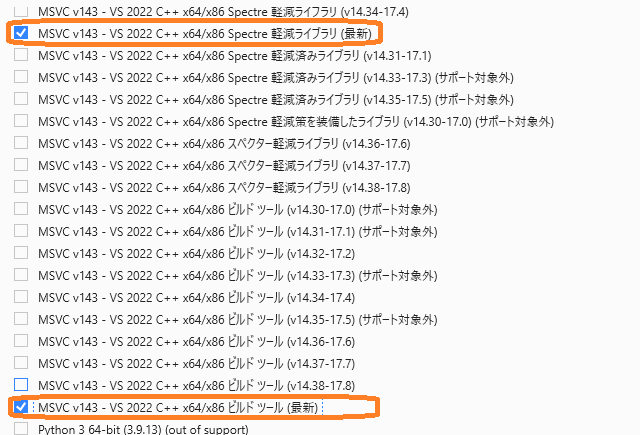 MSVC v143 - VS 2022 C++ x64/x86 Spectre 軽減ライブラリ (v14.34-17.4)
MSVC v143 - VS 2022 C++ x64/x86 Spectre 軽減ライブラリ (最新)
MSVC v143 - VS 2022 C++ x64/x86 Spectre 軽減済みライブラリ (v14.31-17.1)
MSVC v143 - VS 2022 C++ x64/x86 Spectre 軽減済みライブラリ (v14.33-17.3) (サポート対象外)
MSVC v143 - VS 2022 C++ x64/x86 Spectre 軽減済みライブラリ (v14.35-17.5) (サポート対象外)
MSVC v143 - VS 2022 C++ x64/x86 Spectre 軽減策を装備したライブラリ (v14.30-17.0) (サポート対象外)
MSVC v143 - VS 2022 C++ x64/x86 スペクター軽減ライブラリ (v14.36-17.6)
MSVC v143 - VS 2022 C++ x64/x86 スペクター軽減ライブラリ (v14.37-17.7)
MSVC v143 - VS 2022 C++ x64/x86 スペクター軽減ライブラリ (v14.38-17.8)
MSVC v143 - VS 2022 C++ x64/x86 ビルド ツール (v14.30-17.0) (サポート対象外)
MSVC v143 - VS 2022 C++ x64/x86 ビルド ツール (v14.31-17.1) (サポート対象外)
MSVC v143 - VS 2022 C++ x64/x86 ビルド ツール (v14.32-17.2)
MSVC v143 - VS 2022 C++ x64/x86 ビルド ツール (v14.33-17.3) (サポート対象外)
MSVC v143 - VS 2022 C++ x64/x86 ビルド ツール (v14.34-17.4)
MSVC v143 - VS 2022 C++ x64/x86 ビルド ツール (v14.35-17.5) (サポート対象外)
MSVC v143 - VS 2022 C++ x64/x86 ビルド ツール (v14.36-17.6)
MSVC v143 - VS 2022 C++ x64/x86 ビルド ツール (v14.37-17.7)
MSVC v143 - VS 2022 C++ x64/x86 ビルド ツール (v14.38-17.8)
MSVC v143 - VS 2022 C++ x64/x86 ビルド ツール (最新)
Python 3 64-bit (3.9.13) (out of support)